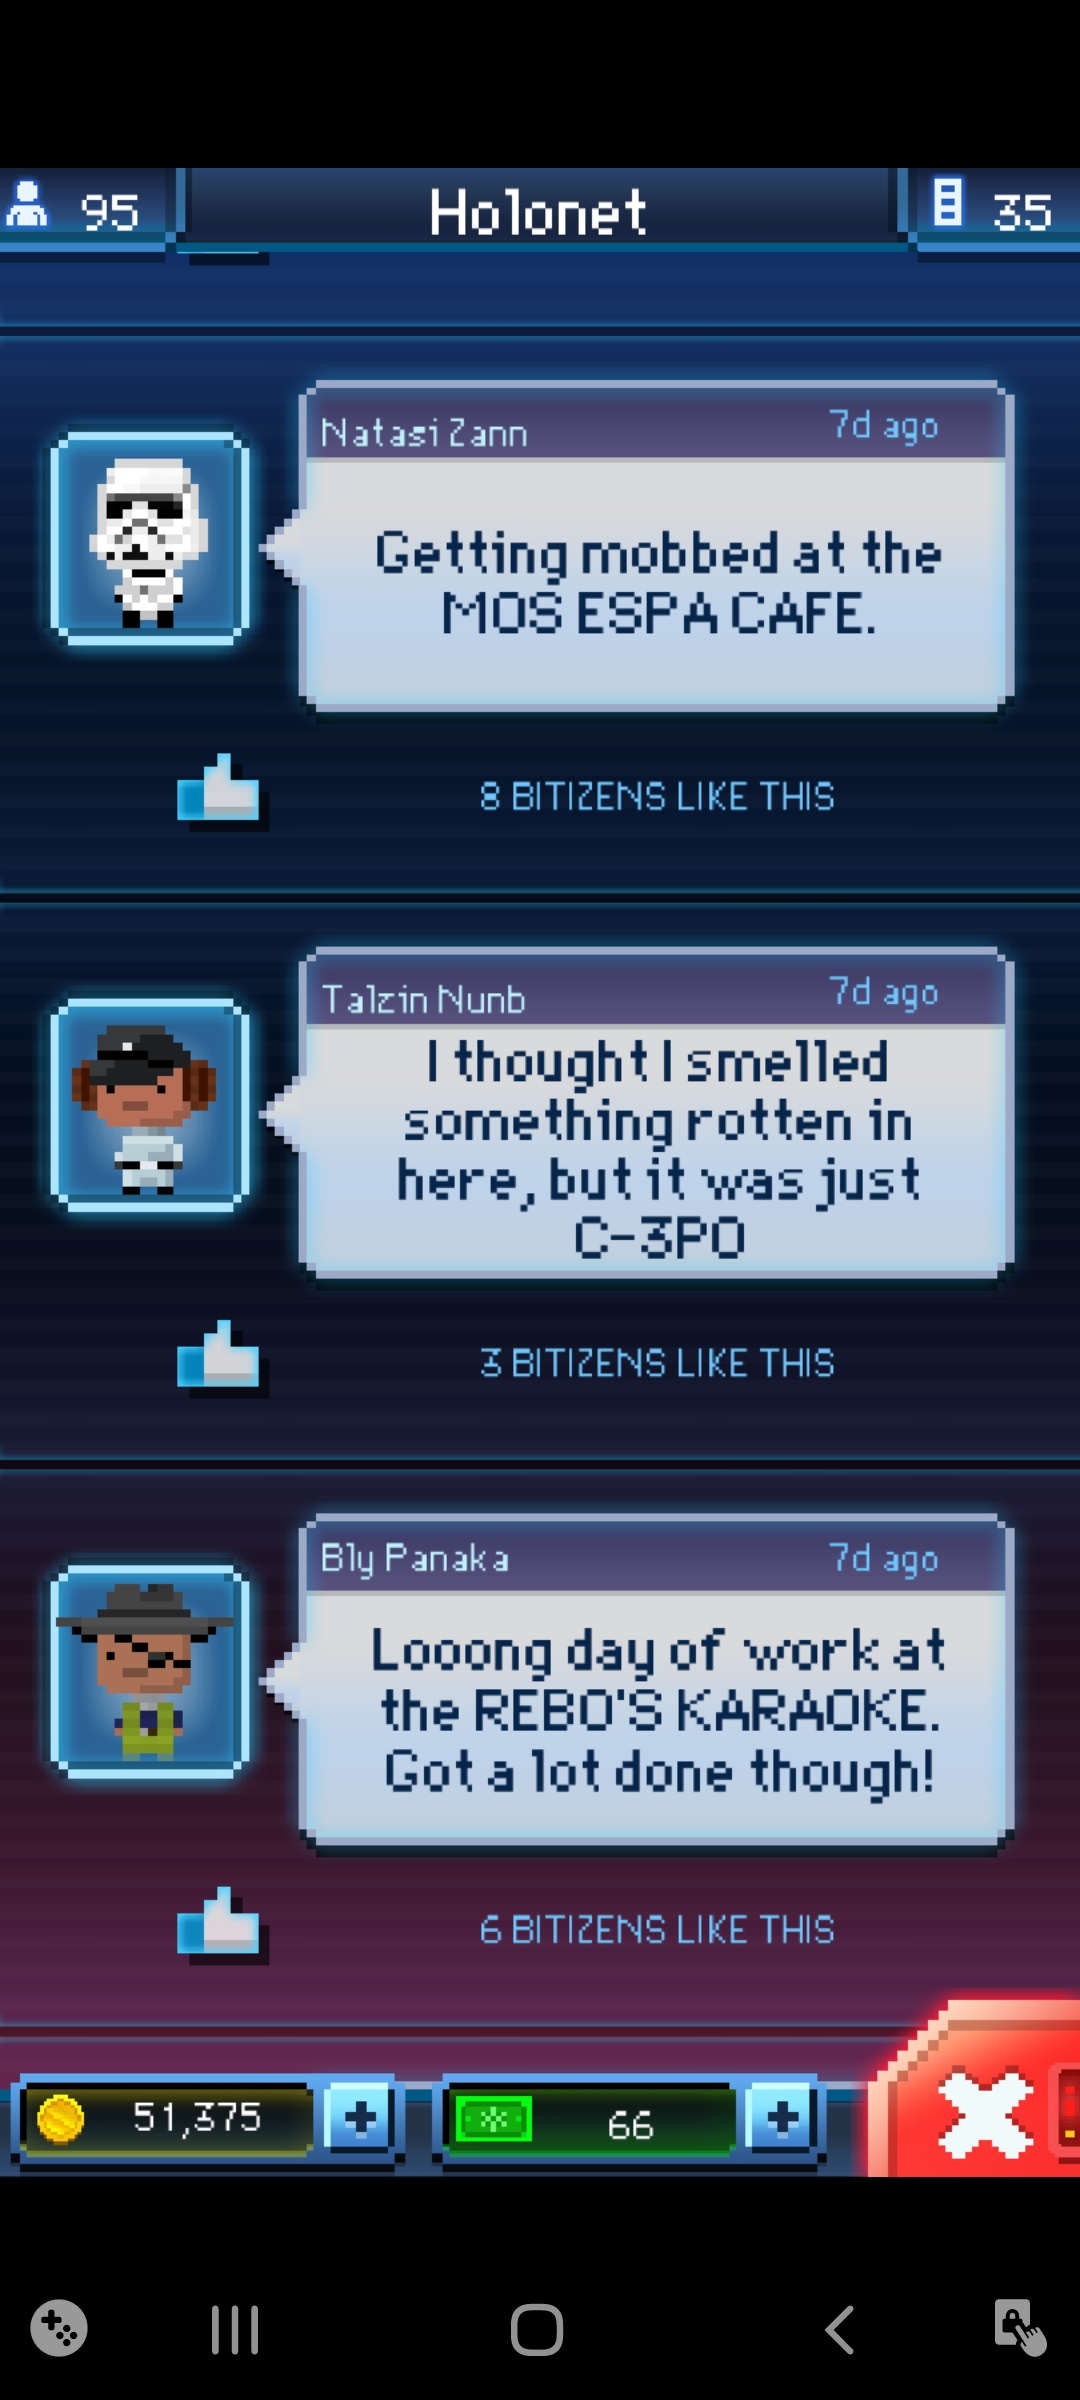 95
Holonet
35
Natasi Zann
7d ago
Getting mobbed at the
MOS ESPA CAFE.
8 BITIZENS LIKE THIS
Talzin Nunb
7d ago
I thought I smelled
something rotten in
here, but it was just
C-3PO
3 BITIZENS LIKE THIS
Bly Panaka
7d ago
Looong day of work at
the REBO'S KARAOKE.
Got a lot done though!
6 BITIZENS LIKE THIS
51,375
66